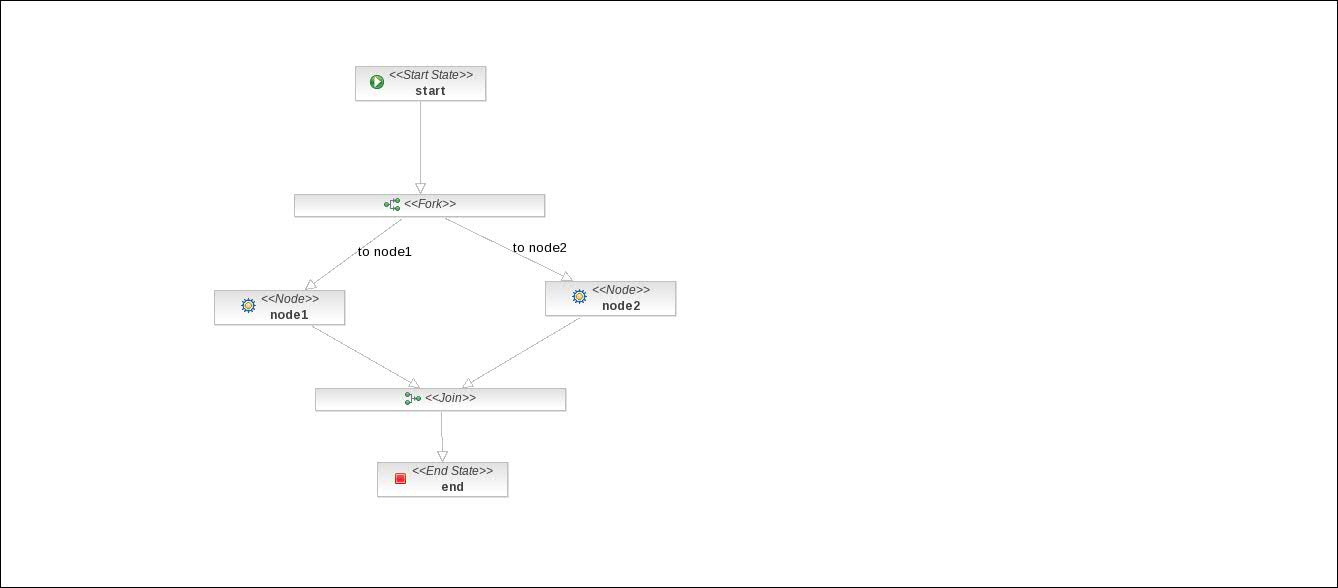 <<Start State>>
start
<<Fork>>
to node1
to node2
<<Node>>
node1
<<Node>>
node2
<<Join>>
<<End State>>
end